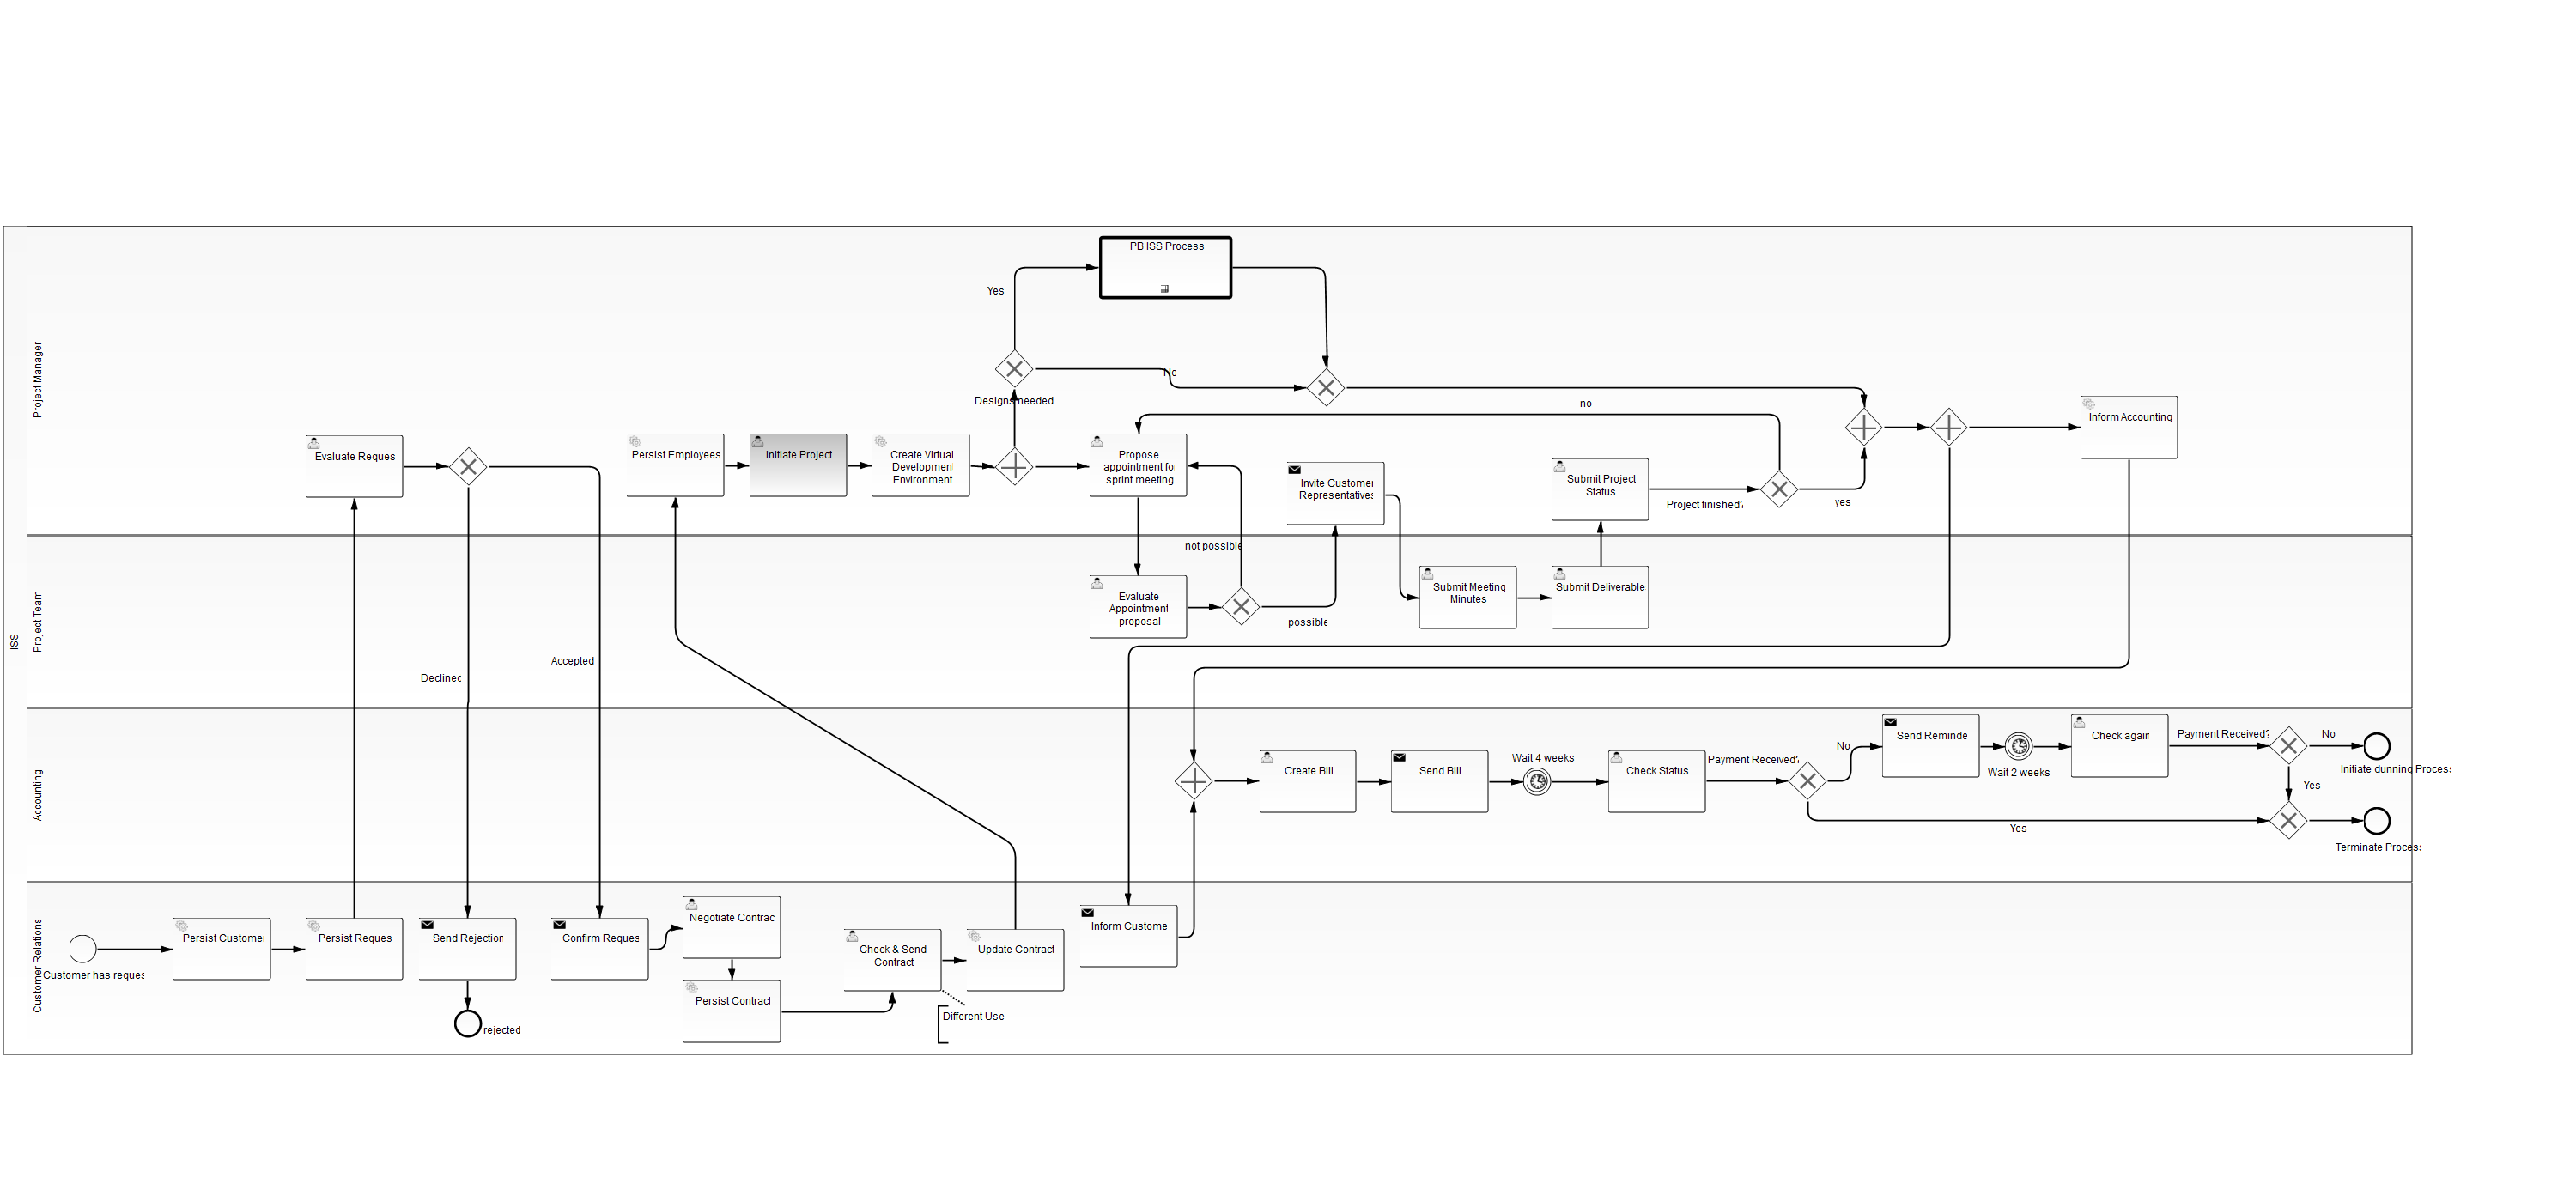 PB ISS Process
Yes
No
Designs needed
no
Project Manager
Inform Accounting
Evaluate Reques
Persist Employees
Initiate Project
Create Virtual
Development
Environment
Propose
appointment fo
sprint meeting
Invite Customer
Representatives
Submit Project
Status
Project finished?
yes
not possible
ISS
Project Team
Evaluate
Appointment
proposal
possible
Submit Meeting
Minutes
Submit Deliverable
Accepted
Declined
Accounting
Create Bill
Send Bill
Wait 4 weeks
Check Status
Payment Received?
No
Send Reminde
Wait 2 weeks
Check again
Payment Received?
No
Initiate dunning Process
Yes
Yes
Terminate Process
Customer Relations
Customer has reques
Persist Custome
Persist Reques
Send Rejection
rejected
Confirm Reques
Negotiate Contrac
Persist Contract
Check & Send
Contract
Update Contract
Different Use
Inform Custome